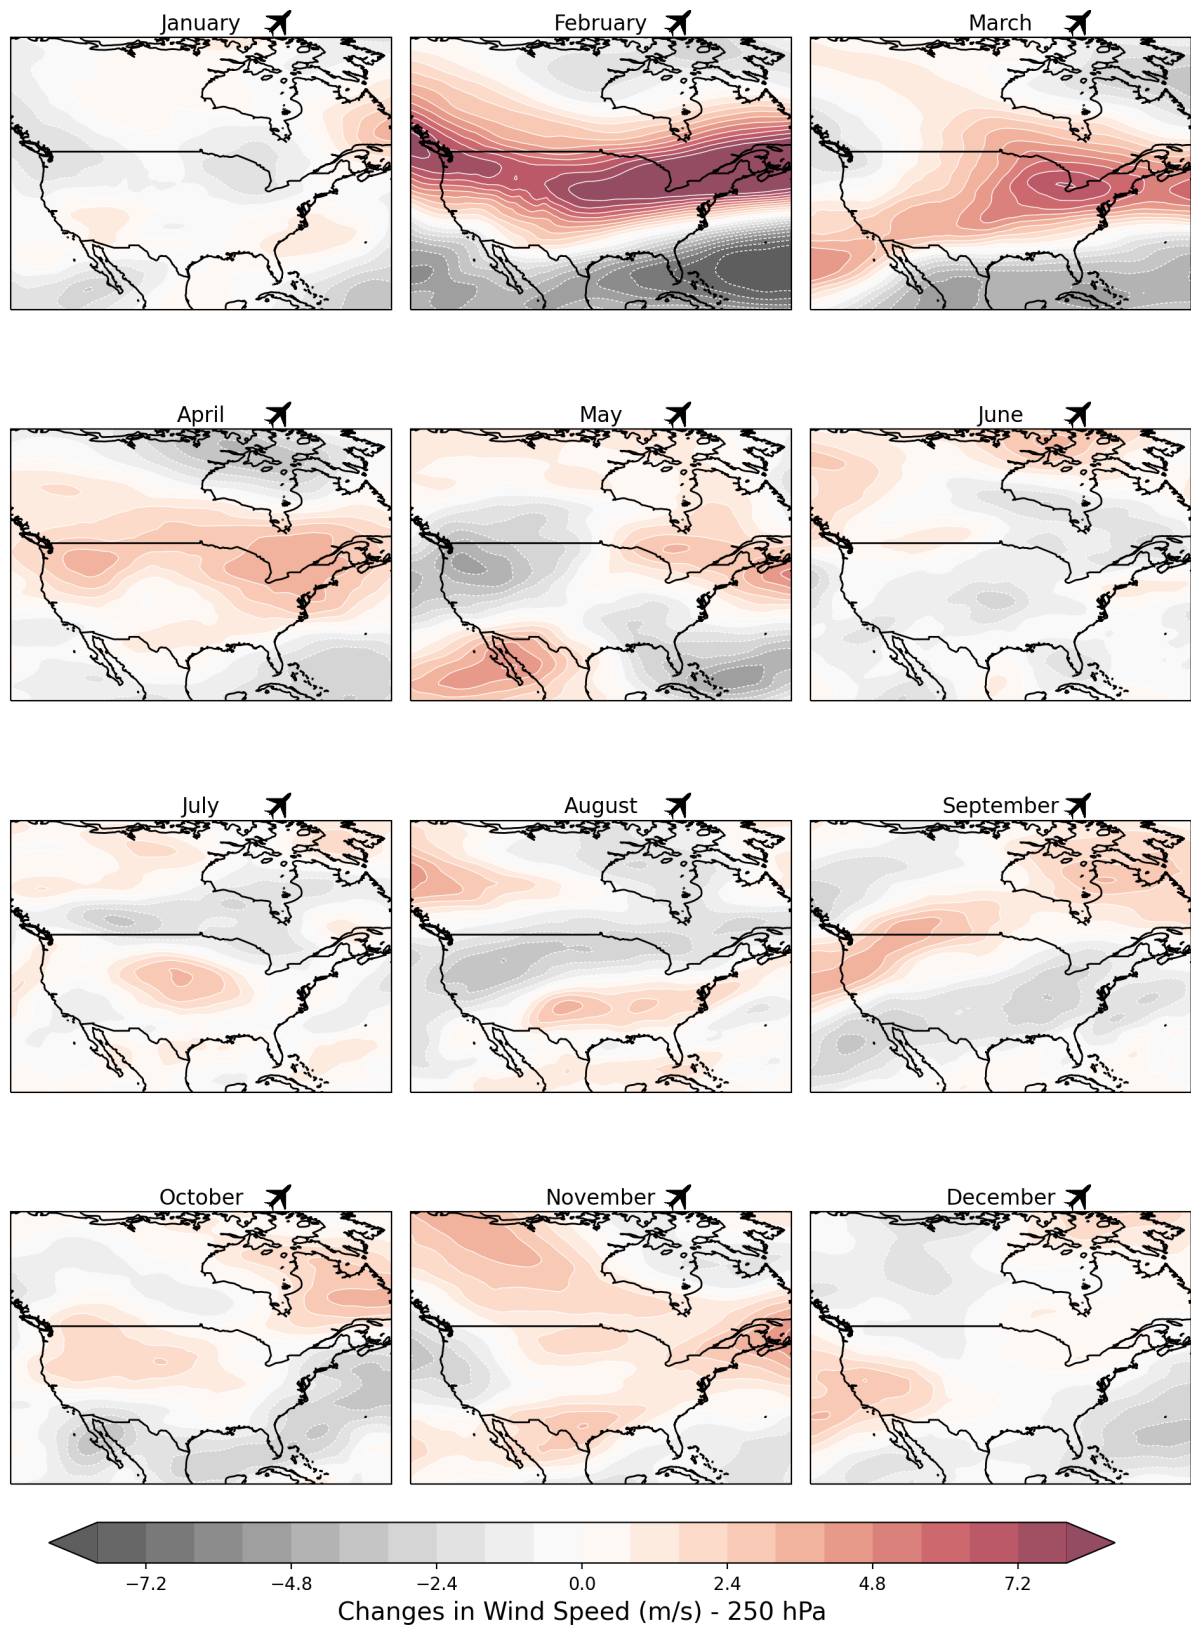 January
February
March
April
May
June
July
August
September
October
November
December
−7.2 −4.8 −2.4 0.0 2.4 4.8 7.2
Changes in Wind Speed (m/s) - 250 hPa